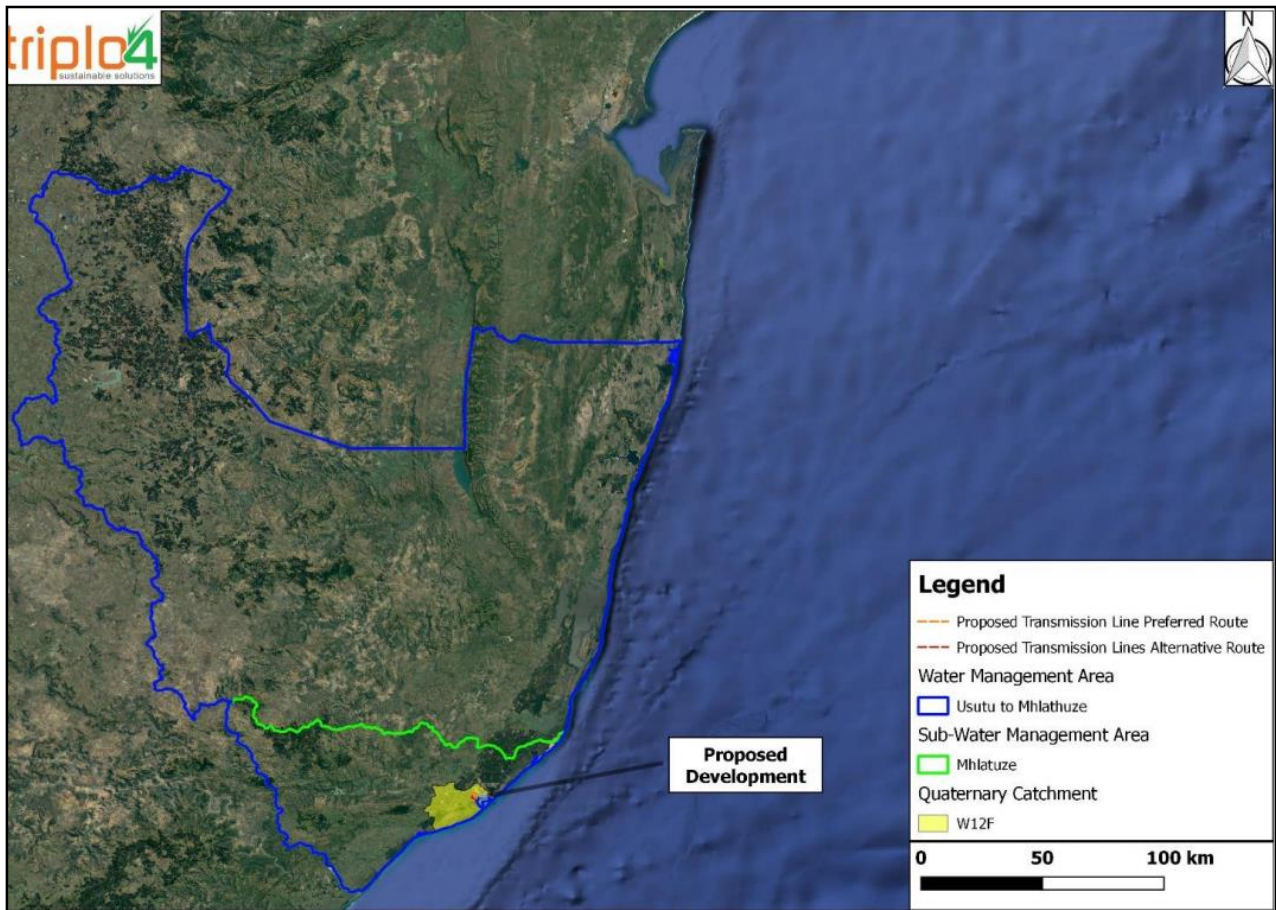 triplo4
sustainable solutions
N
Proposed
Development
Legend
Proposed Transmission Line Preferred Route
Proposed Transmission Lines Alternative Route
Water Management Area
Usutu to Mhlathuze
Sub-Water Management Area
Mhlatuze
Quaternary Catchment
W12F
0 50 100 km